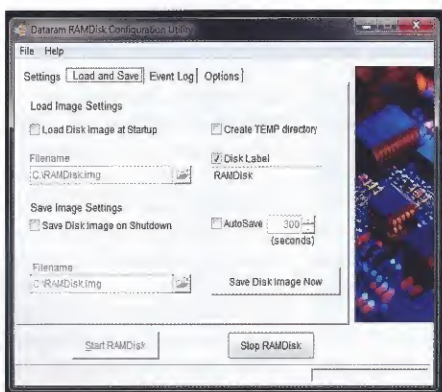 Dataram RAMDisk Configuration Utility
File Help
Settings Load and Save Event Log Options
Load Image Settings
Load Disk Image at Startup
Create TEMP directory
Filename
C:\RAMDisk.img
Disk Label
RAMDisk
Save Image Settings
Save Disk Image on Shutdown
AutoSave 300
(seconds)
Filename
C:\RAMDisk.img
Save Disk Image Now
Start RAMDisk
Stop RAMDisk